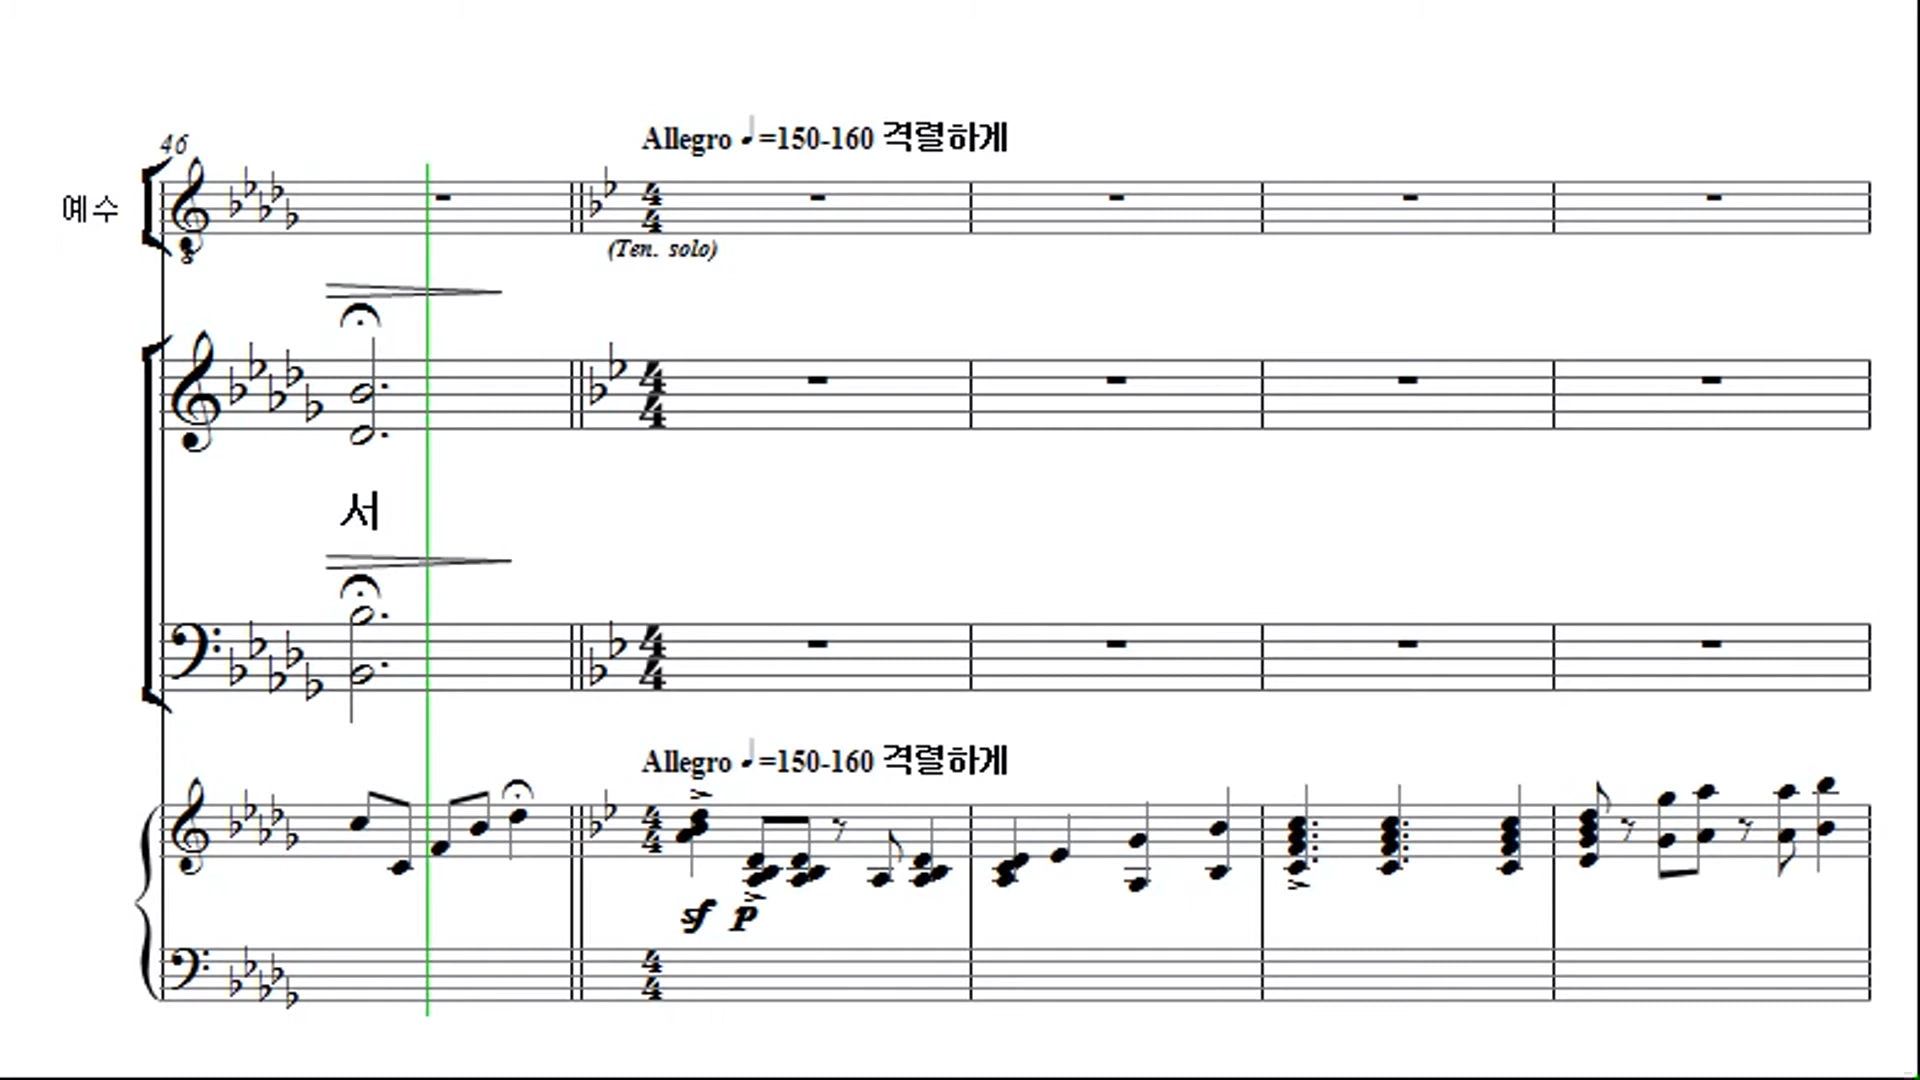 46
Allegro ♩=150-160 격렬하게
예수
(Ten. solo)
서
Allegro ♩=150-160 격렬하게
sf p